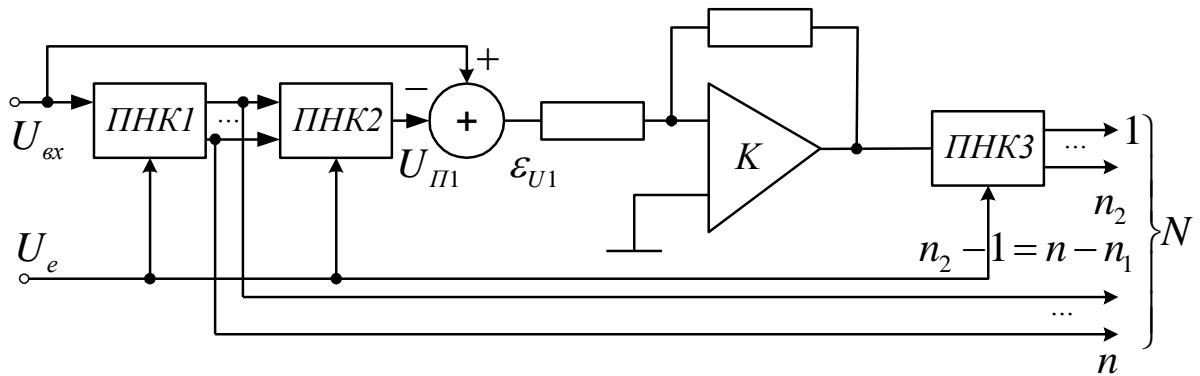 +
ПНК1
...
ПНК2
−
+
U_вх
U_П1
ε_U1
K
ПНК3
1
...
n_2
N
U_e
n_2 − 1 = n − n_1
...
n